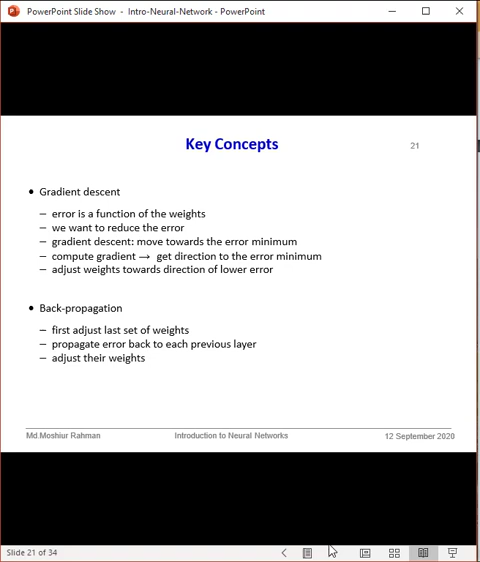 PowerPoint Slide Show - Intro-Neural-Network - PowerPoint
Key Concepts
21
• Gradient descent
– error is a function of the weights
– we want to reduce the error
– gradient descent: move towards the error minimum
– compute gradient → get direction to the error minimum
– adjust weights towards direction of lower error
• Back-propagation
– first adjust last set of weights
– propagate error back to each previous layer
– adjust their weights
Md.Moshiur Rahman
Introduction to Neural Networks
12 September 2020
Slide 21 of 34